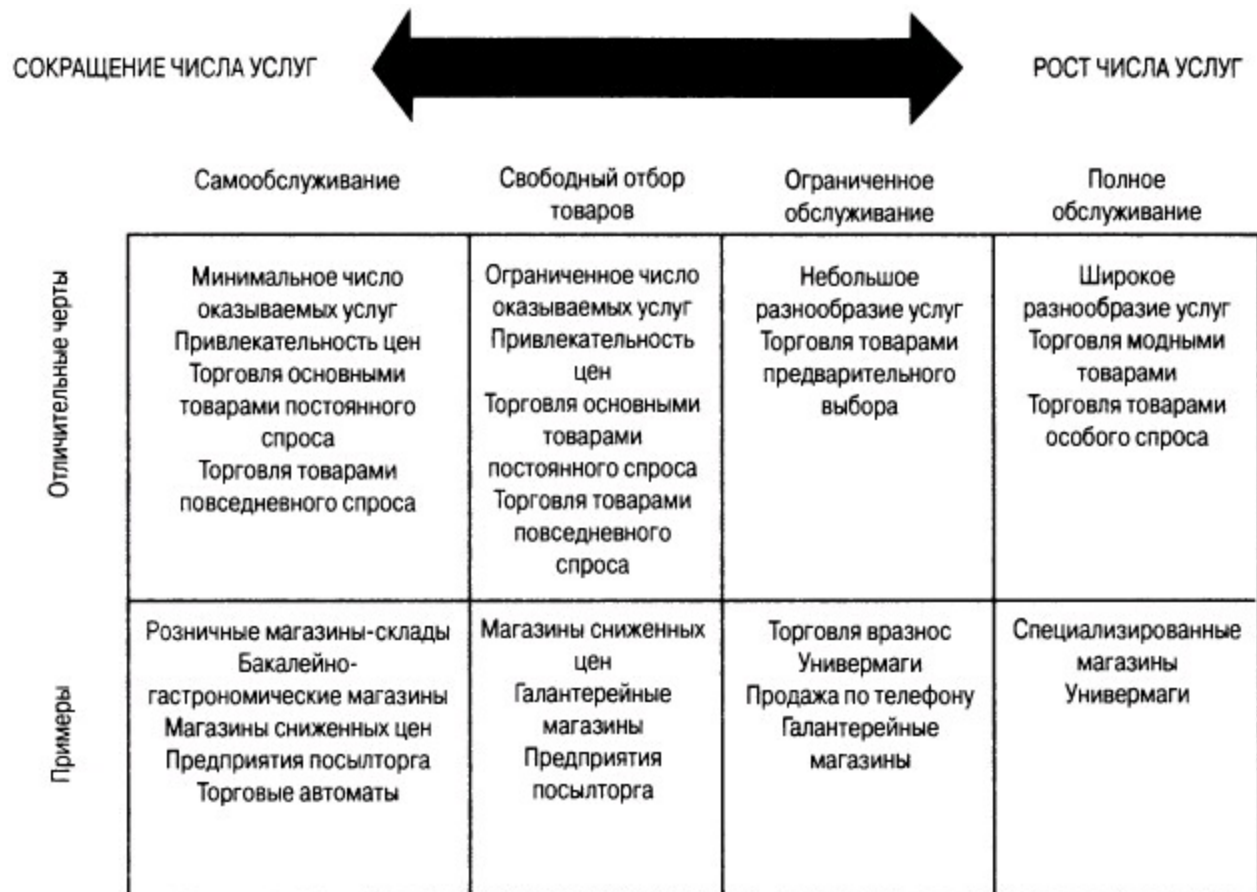 СОКРАЩЕНИЕ ЧИСЛА УСЛУГ
РОСТ ЧИСЛА УСЛУГ
Самообслуживание
Свободный отбор
товаров
Ограниченное
обслуживание
Полное
обслуживание
Отличительные черты
Минимальное число
оказываемых услуг
Привлекательность цен
Торговля основными
товарами постоянного
спроса
Торговля товарами
повседневного спроса
Ограниченное число
оказываемых услуг
Привлекательность
цен
Торговля основными
товарами
постоянного спроса
Торговля товарами
повседневного
спроса
Небольшое
разнообразие услуг
Торговля товарами
предварительного
выбора
Широкое
разнообразие услуг
Торговля модными
товарами
Торговля товарами
особого спроса
Примеры
Розничные магазины-склады
Бакалейно-
гастрономические магазины
Магазины сниженных цен
Предприятия посылторга
Торговые автоматы
Магазины сниженных
цен
Галантерейные
магазины
Предприятия
посылторга
Торговля вразнос
Универмаги
Продажа по телефону
Галантерейные
магазины
Специализированные
магазины
Универмаги